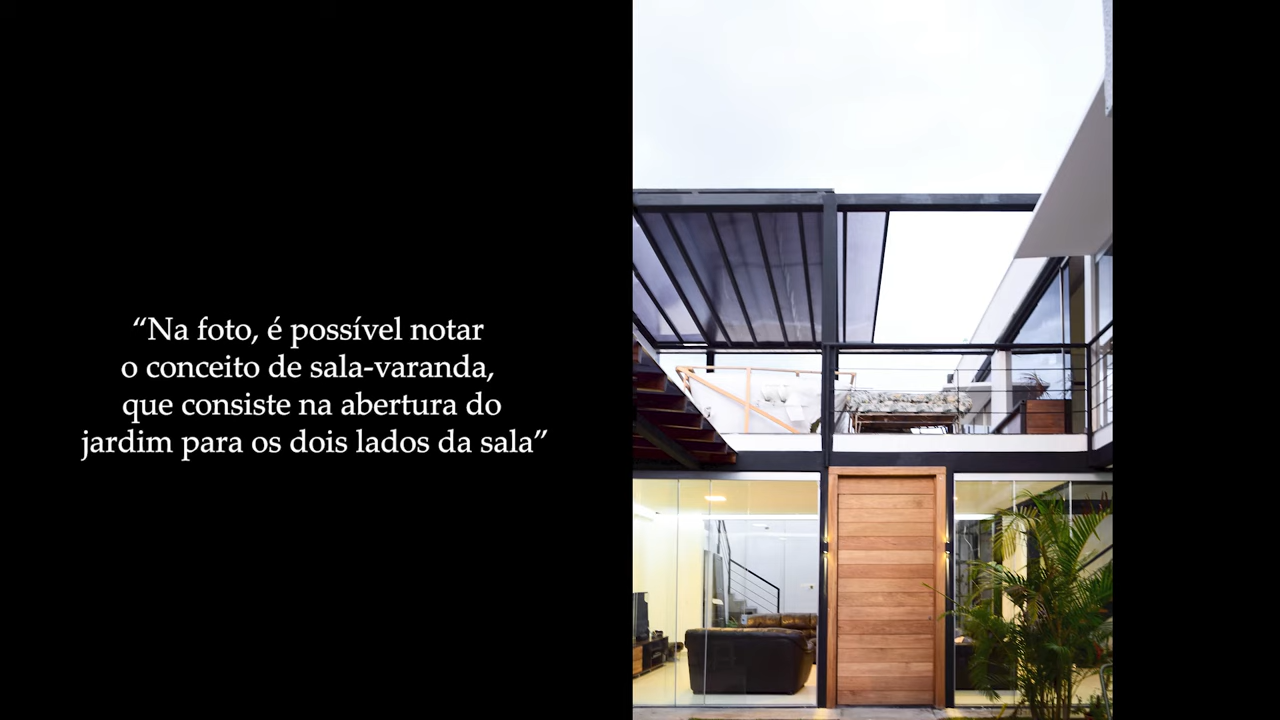 “Na foto, é possível notar
o conceito de sala-varanda,
que consiste na abertura do
jardim para os dois lados da sala”